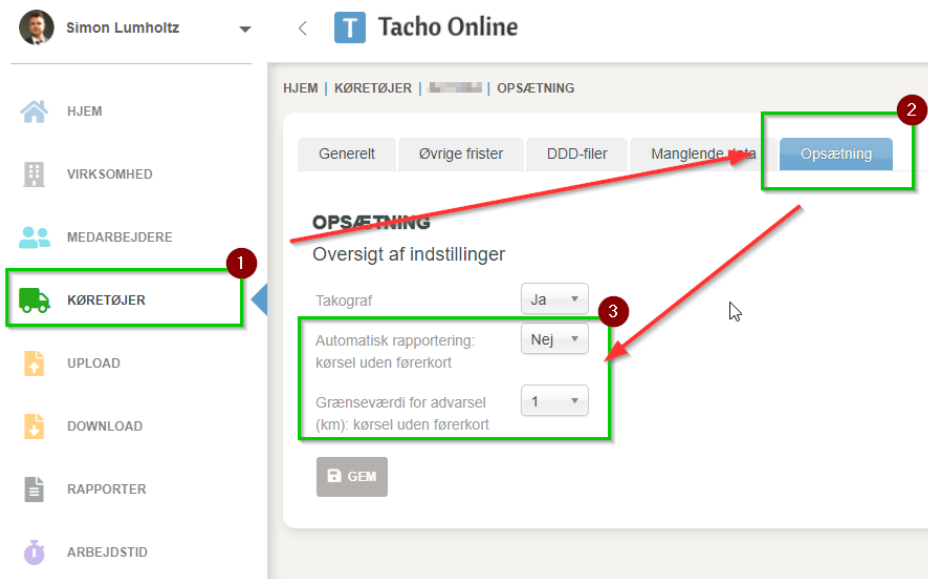 Simon Lumholtz
T Tacho Online
HJEM | KØRETØJER | | OPSÆTNING
HJEM
VIRKSOMHED
MEDARBEJDERE
1
KØRETØJER
UPLOAD
DOWNLOAD
RAPPORTER
ARBEJDSTID
2
Generelt Øvrige frister DDD-filer Manglende data Opsætning
OPSÆTNING
Oversigt af indstillinger
Takograf Ja
3
Automatisk rapportering: Nej
kørsel uden førerkort
Grænseværdi for advarsel 1
(km): kørsel uden førerkort
GEM